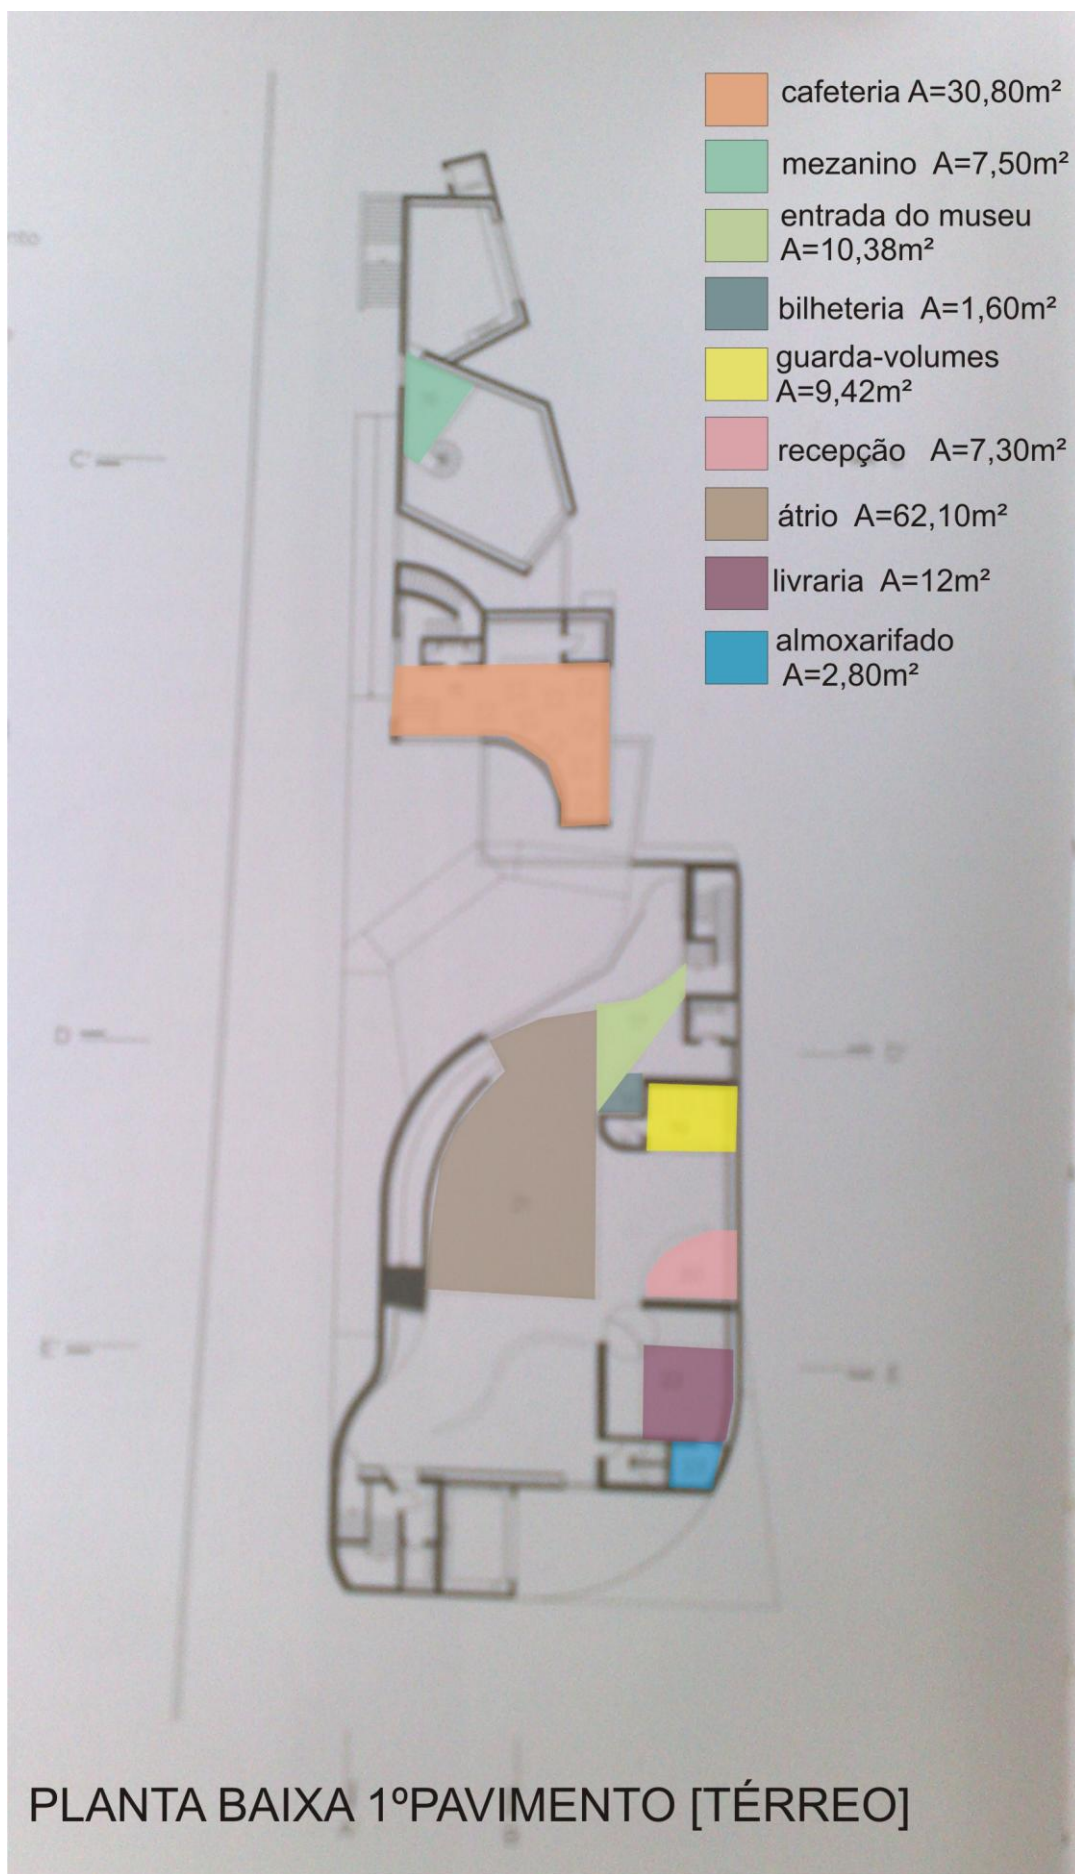 cafeteria A=30,80m²
mezanino A=7,50m²
entrada do museu
A=10,38m²
bilheteria A=1,60m²
guarda-volumes
A=9,42m²
recepção A=7,30m²
átrio A=62,10m²
livraria A=12m²
almoxarifado
A=2,80m²
C'
D
D'
E'
E
PLANTA BAIXA 1ºPAVIMENTO [TÉRREO]